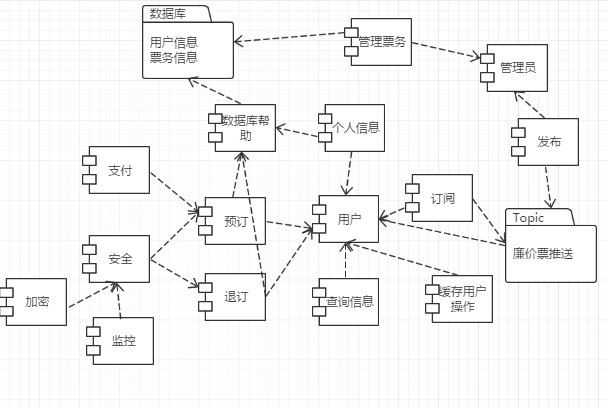 数据库
用户信息
票务信息
管理票务
管理员
数据库帮
助
个人信息
发布
支付
预订
用户
订阅
Topic
廉价票推送
安全
退订
查询信息
缓存用户
操作
加密
监控